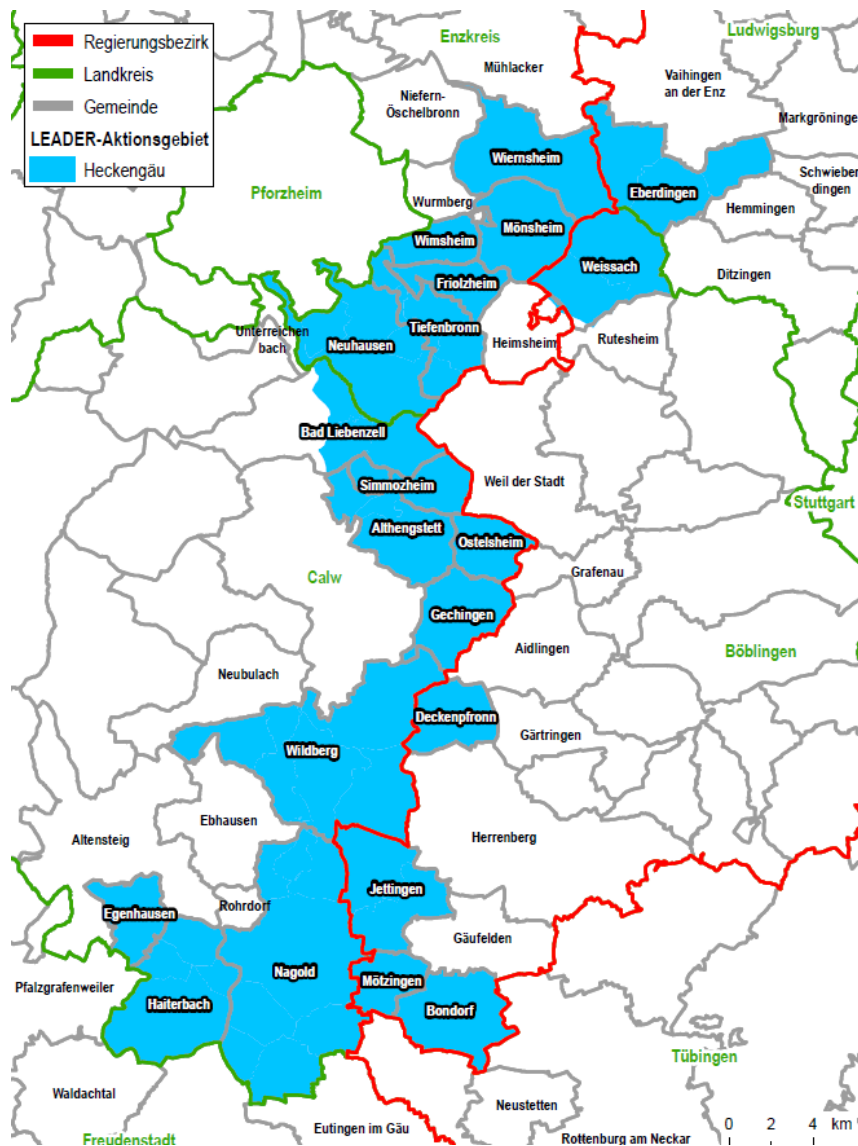 Regierungsbezirk
Landkreis
Gemeinde
LEADER-Aktionsgebiet
Heckengäu
Enzkreis
Ludwigsburg
Mühlacker
Vaihingen
an der Enz
Niefern-
Öschelbronn
Markgröningen
Wiernsheim
Schwieber
dingen
Pforzheim
Eberdingen
Wurmberg
Hemmingen
Mönsheim
Wimsheim
Weissach
Ditzingen
Friolzheim
Tiefenbronn
Unterreichen
bach
Neuhausen
Heimsheim
Rutesheim
Bad Liebenzell
Simmozheim
Weil der Stadt
Stuttgart
Althengstett
Ostelsheim
Grafenau
Calw
Gechingen
Aidlingen
Böblingen
Neubulach
Deckenpfronn
Gärtringen
Wildberg
Ebhausen
Altensteig
Herrenberg
Jettingen
Egenhausen
Rohrdorf
Gäufelden
Nagold
Mötzingen
Pfalzgrafenweiler
Haiterbach
Bondorf
Tübingen
Waldachtal
Neustetten
0 2 4 km
Eutingen im Gäu
Freudenstadt
Rottenburg am Neckar